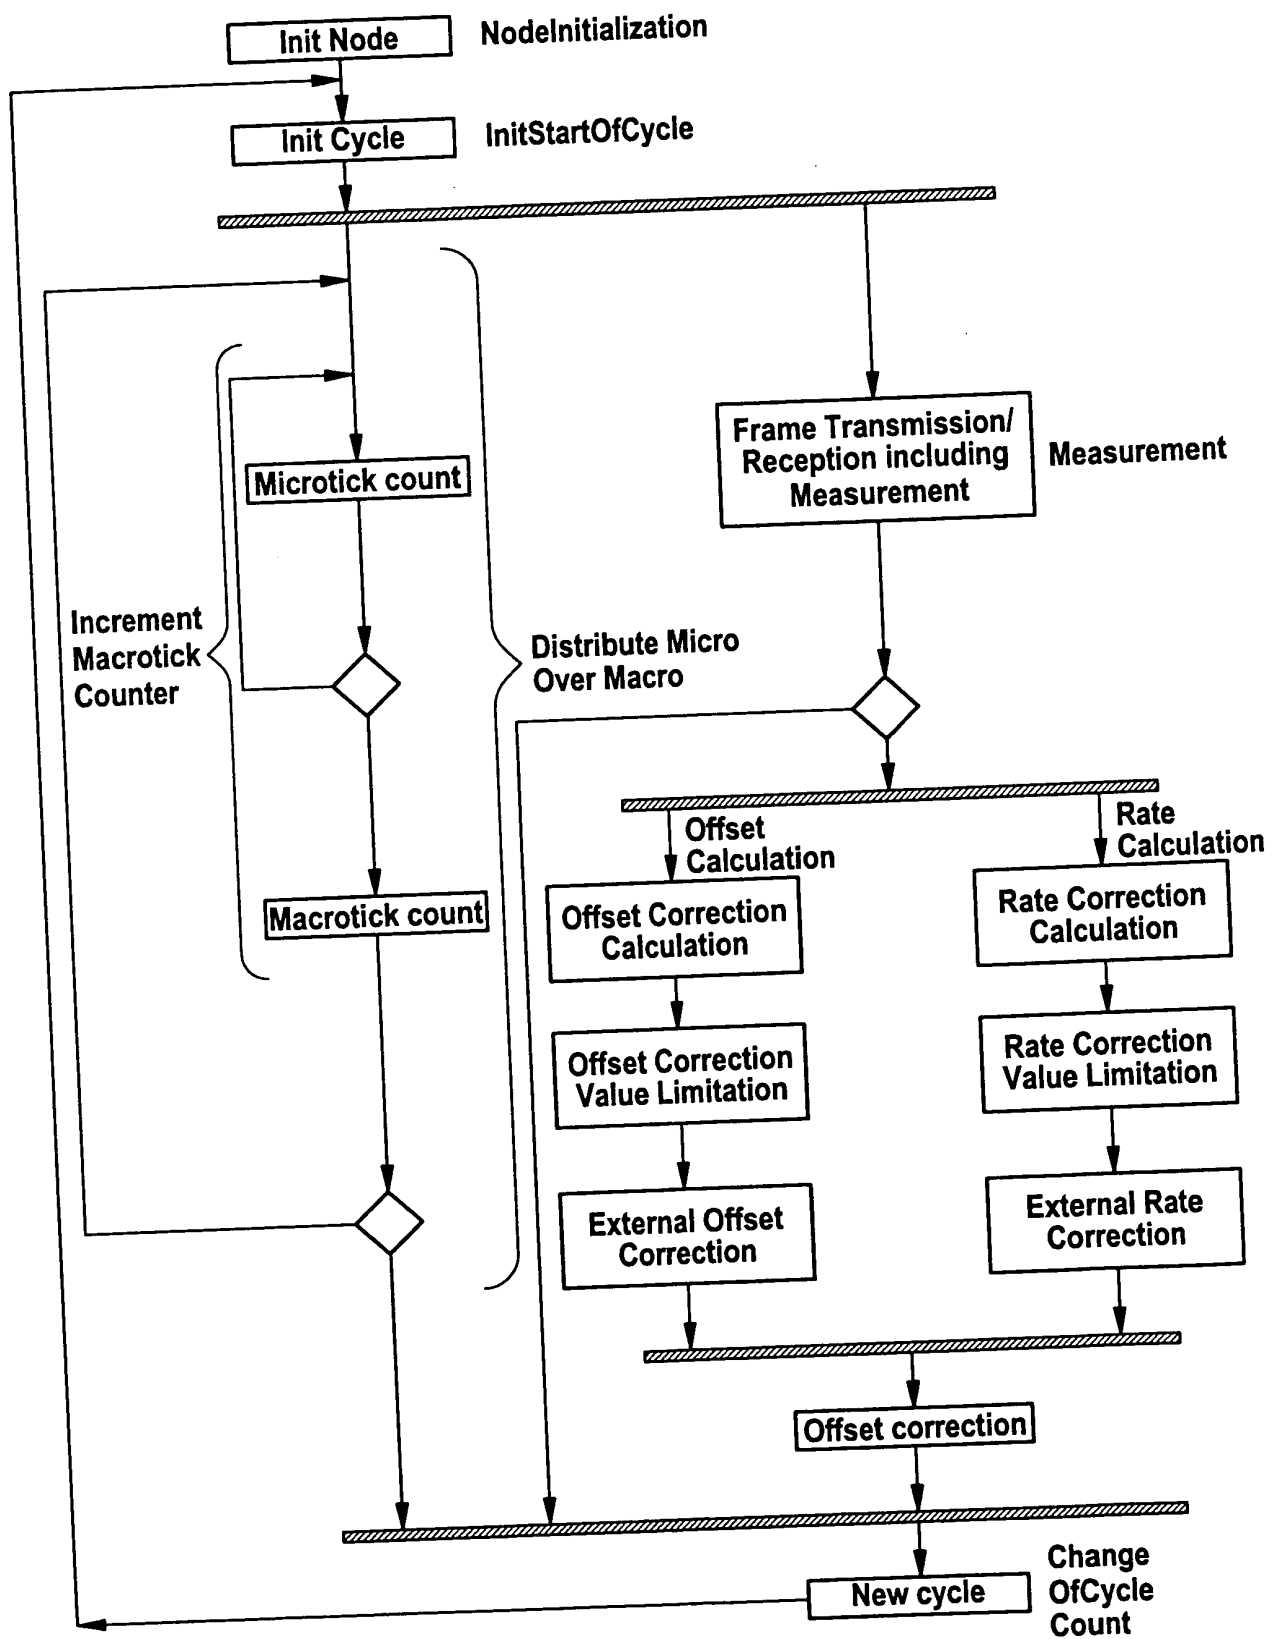 Init Node
NodeInitialization
Init Cycle
InitStartOfCycle
Frame Transmission/
Reception including
Measurement
Measurement
Microtick count
Increment
Macrotick
Counter
Distribute Micro
Over Macro
Offset
Calculation
Rate
Calculation
Macrotick count
Offset Correction
Calculation
Rate Correction
Calculation
Offset Correction
Value Limitation
Rate Correction
Value Limitation
External Offset
Correction
External Rate
Correction
Offset correction
New cycle
Change
OfCycle
Count